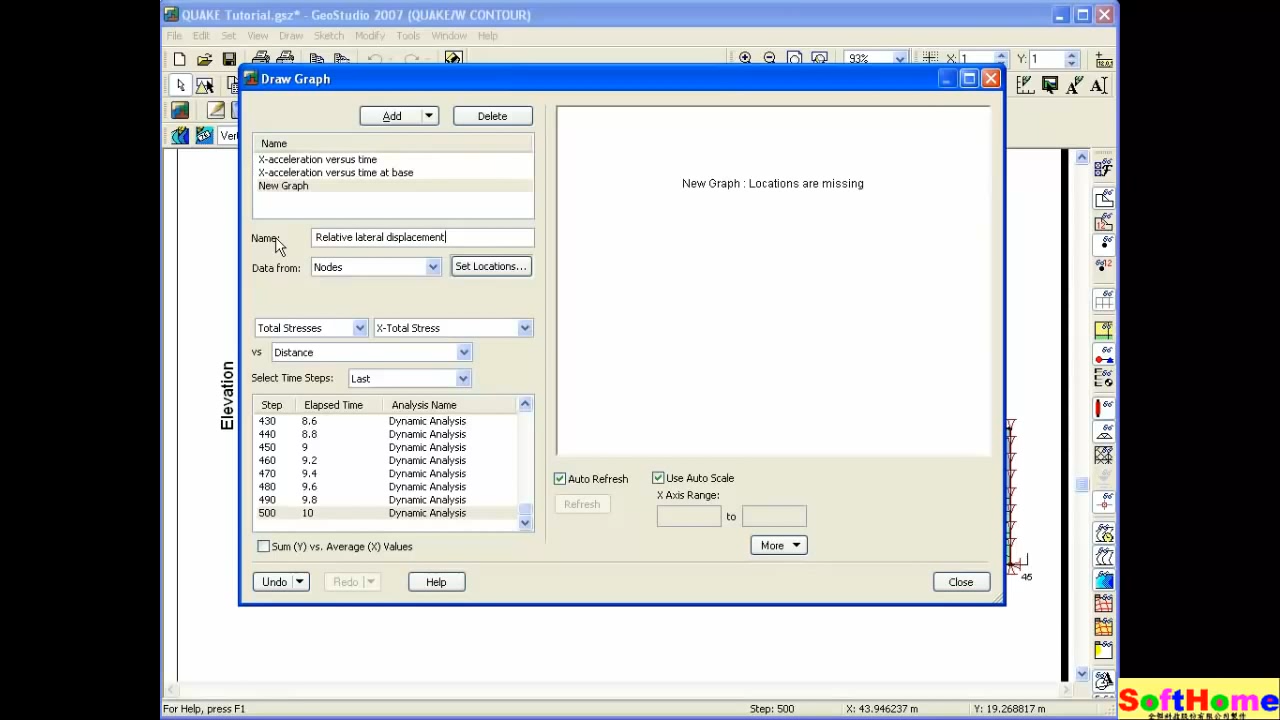 QUAKE Tutorial.gsz* - GeoStudio 2007 (QUAKE/W CONTOUR)
File Edit Set View Draw Sketch Modify Tools Window Help
X: 1 Y: 1
Draw Graph
Add Delete
Name
X-acceleration versus time
X-acceleration versus time at base
New Graph
Name: Relative lateral displacement
Data from: Nodes Set Locations...
Total Stresses X-Total Stress
vs Distance
Select Time Steps: Last
Step Elapsed Time Analysis Name
430 8.6 Dynamic Analysis
440 8.8 Dynamic Analysis
450 9 Dynamic Analysis
460 9.2 Dynamic Analysis
470 9.4 Dynamic Analysis
480 9.6 Dynamic Analysis
490 9.8 Dynamic Analysis
500 10 Dynamic Analysis
Sum (Y) vs. Average (X) Values
Undo Redo Help
New Graph : Locations are missing
Auto Refresh Use Auto Scale
Refresh
X Axis Range:
to
More
Close
Elevation
45
For Help, press F1 Step: 500 X: 43.946237 m Y: 19.268817 m
SoftHome